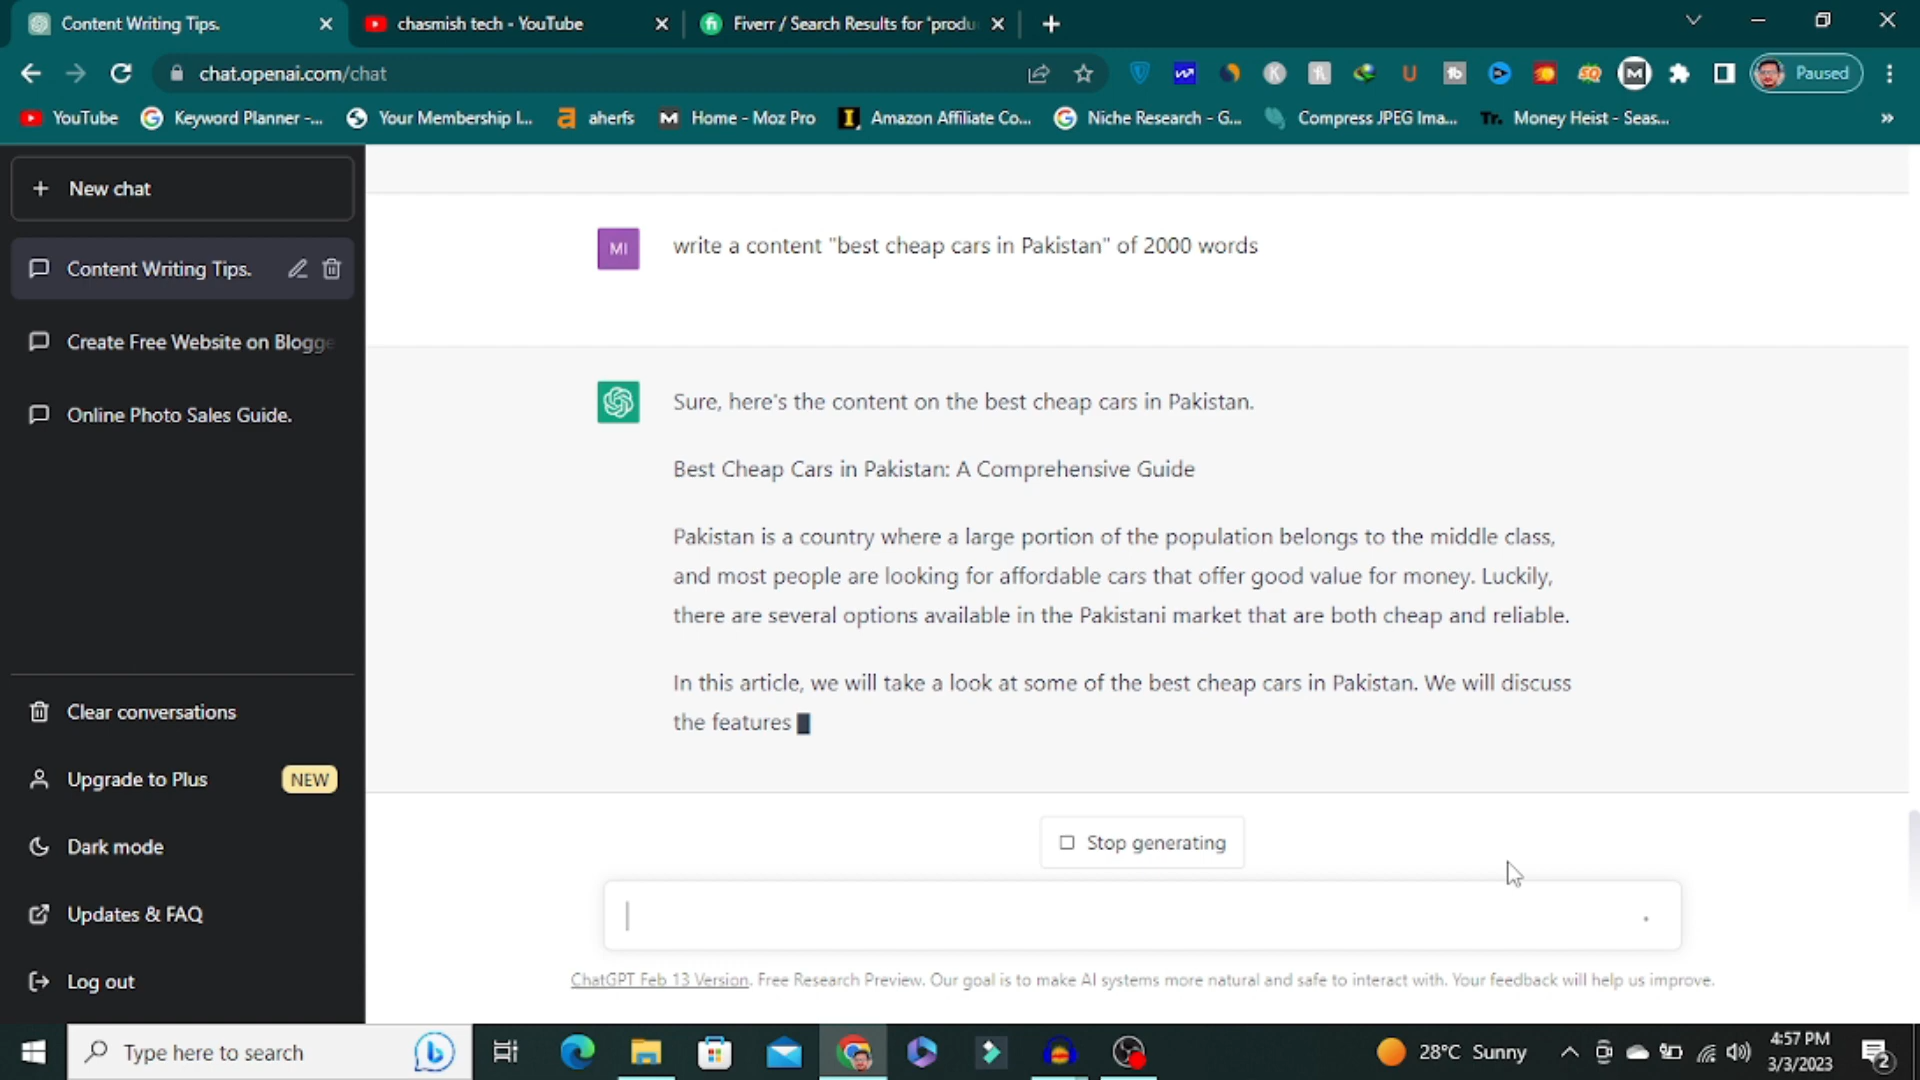 Content Writing Tips.
chasmish tech - YouTube
Fiverr / Search Results for 'produ
chat.openai.com/chat
Paused
YouTube
Keyword Planner -...
Your Membership I...
aherfs
Home - Moz Pro
Amazon Affiliate Co...
Niche Research - G...
Compress JPEG Ima...
Tr.
Money Heist - Seas...
»
+ New chat
Content Writing Tips.
Create Free Website on Blogge
Online Photo Sales Guide.
Clear conversations
Upgrade to Plus
NEW
Dark mode
Updates & FAQ
Log out
MI
write a content "best cheap cars in Pakistan" of 2000 words
Sure, here's the content on the best cheap cars in Pakistan.
Best Cheap Cars in Pakistan: A Comprehensive Guide
Pakistan is a country where a large portion of the population belongs to the middle class,
and most people are looking for affordable cars that offer good value for money. Luckily,
there are several options available in the Pakistani market that are both cheap and reliable.
In this article, we will take a look at some of the best cheap cars in Pakistan. We will discuss
the features
Stop generating
ChatGPT Feb 13 Version. Free Research Preview. Our goal is to make AI systems more natural and safe to interact with. Your feedback will help us improve.
Type here to search
28°C Sunny
4:57 PM
3/3/2023
2